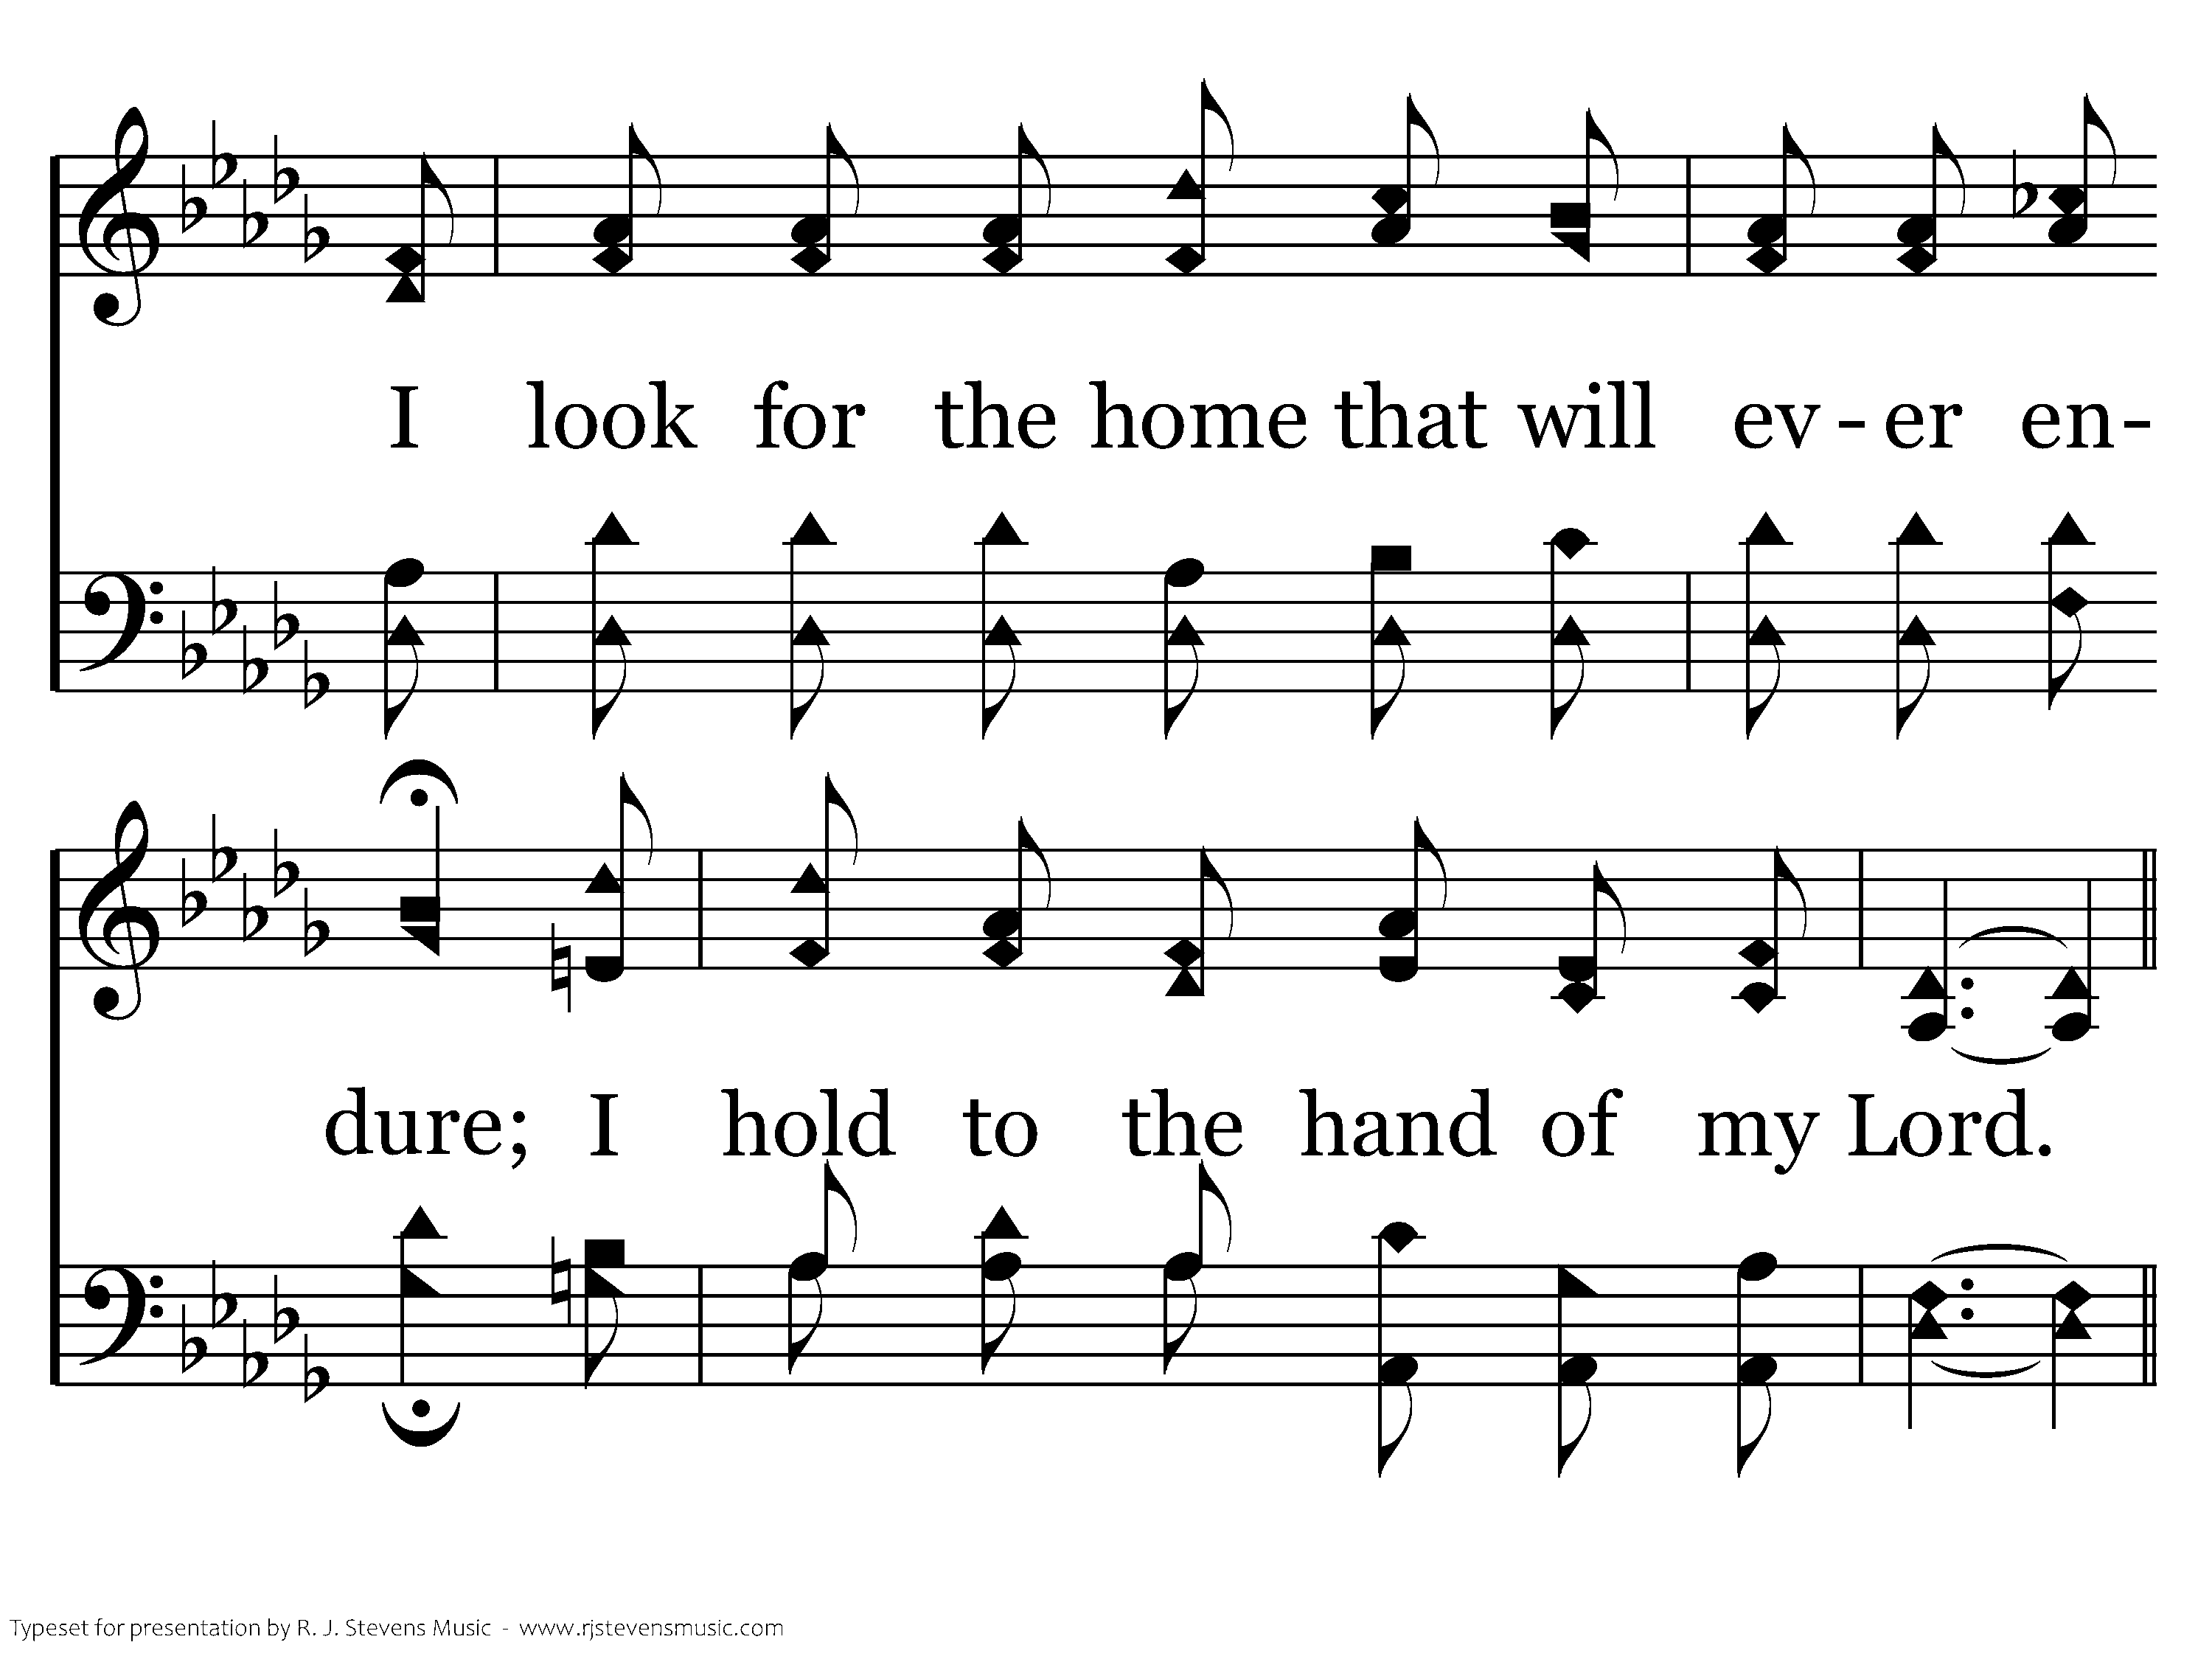 I look for the home that will ev - er en-
dure; I hold to the hand of my Lord.
Typeset for presentation by R. J. Stevens Music - www.rjstevensmusic.com